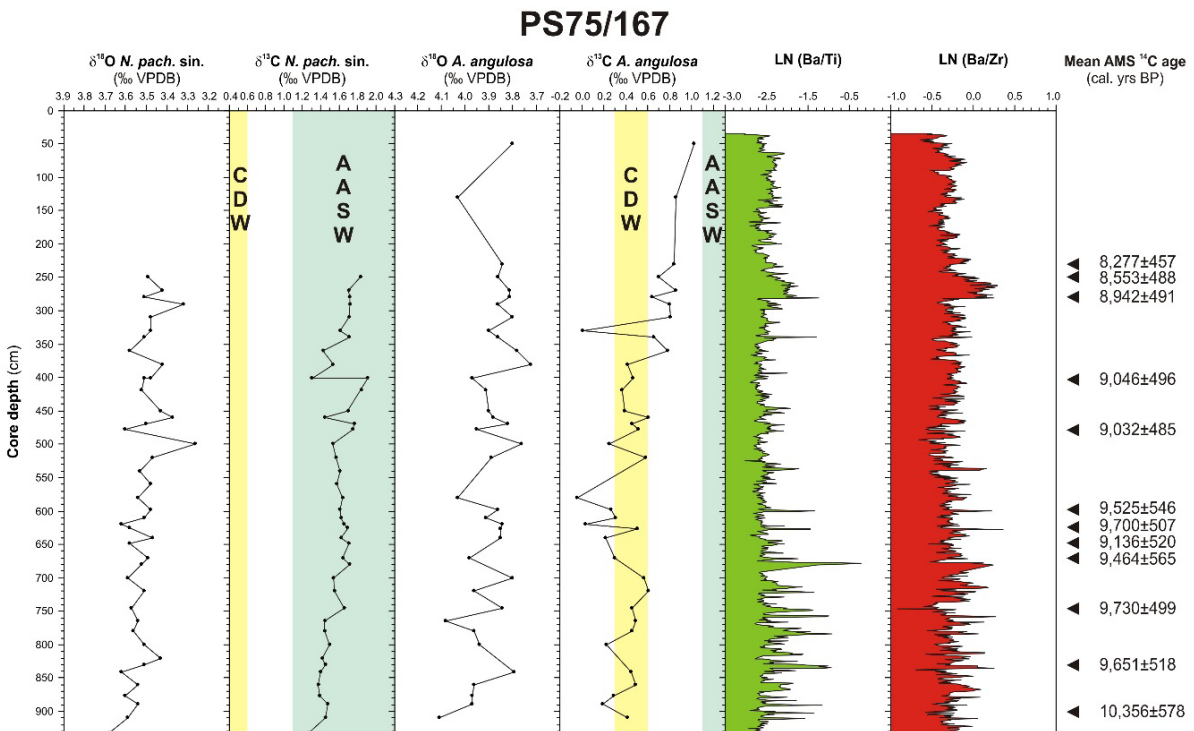 PS75/167
δ¹⁸O N. pach. sin.
(‰ VPDB)
δ¹³C N. pach. sin.
(‰ VPDB)
δ¹⁸O A. angulosa
(‰ VPDB)
δ¹³C A. angulosa
(‰ VPDB)
LN (Ba/Ti)
LN (Ba/Zr)
Mean AMS ¹⁴C age
(cal. yrs BP)
3.9 3.8 3.7 3.6 3.5 3.4 3.3 3.2
0.4 0.6 0.8 1.0 1.2 1.4 1.6 1.8 2.0 2.2
4.3 4.2 4.1 4.0 3.9 3.8 3.7
-0.2 0.0 0.2 0.4 0.6 0.8 1.0 1.2
-3.0 -2.5 -2.0 -1.5 -1.0 -0.5
-1.0 -0.5 0.0 0.5 1.0
Core depth (cm)
0
50
100
150
200
250
300
350
400
450
500
550
600
650
700
750
800
850
900
CDW
AASW
CDW
AASW
8,277±457
8,553±488
8,942±491
9,046±496
9,032±485
9,525±546
9,700±507
9,136±520
9,464±565
9,730±499
9,651±518
10,356±578